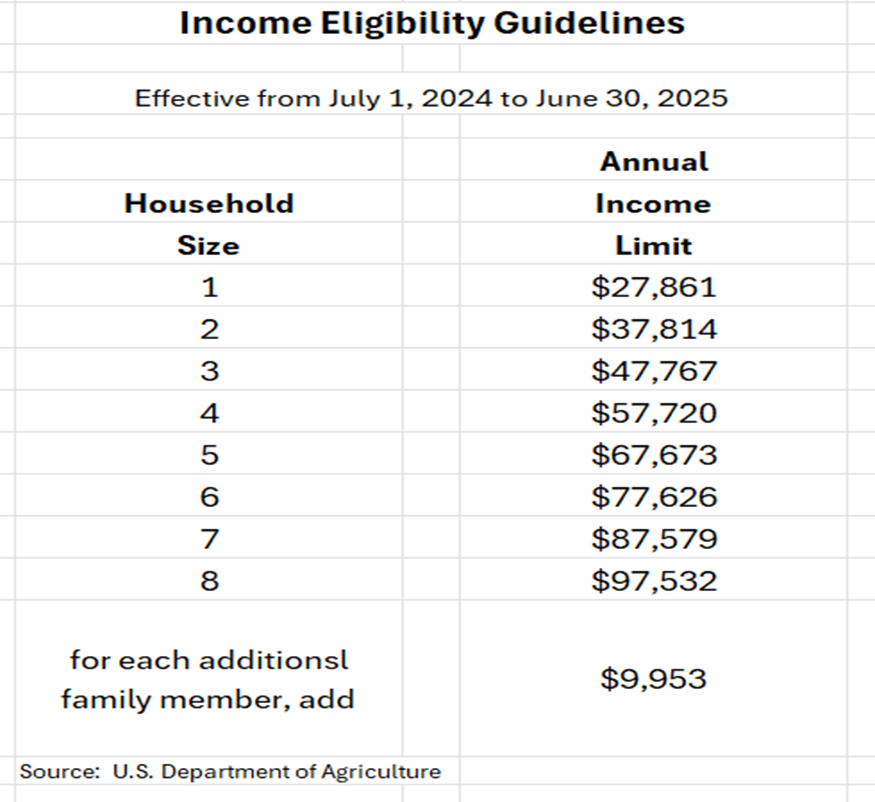 Income Eligibility Guidelines
Effective from July 1, 2024 to June 30, 2025
Annual
Household Income
Size Limit
1 $27,861
2 $37,814
3 $47,767
4 $57,720
5 $67,673
6 $77,626
7 $87,579
8 $97,532
for each additionsl
family member, add $9,953
Source: U.S. Department of Agriculture